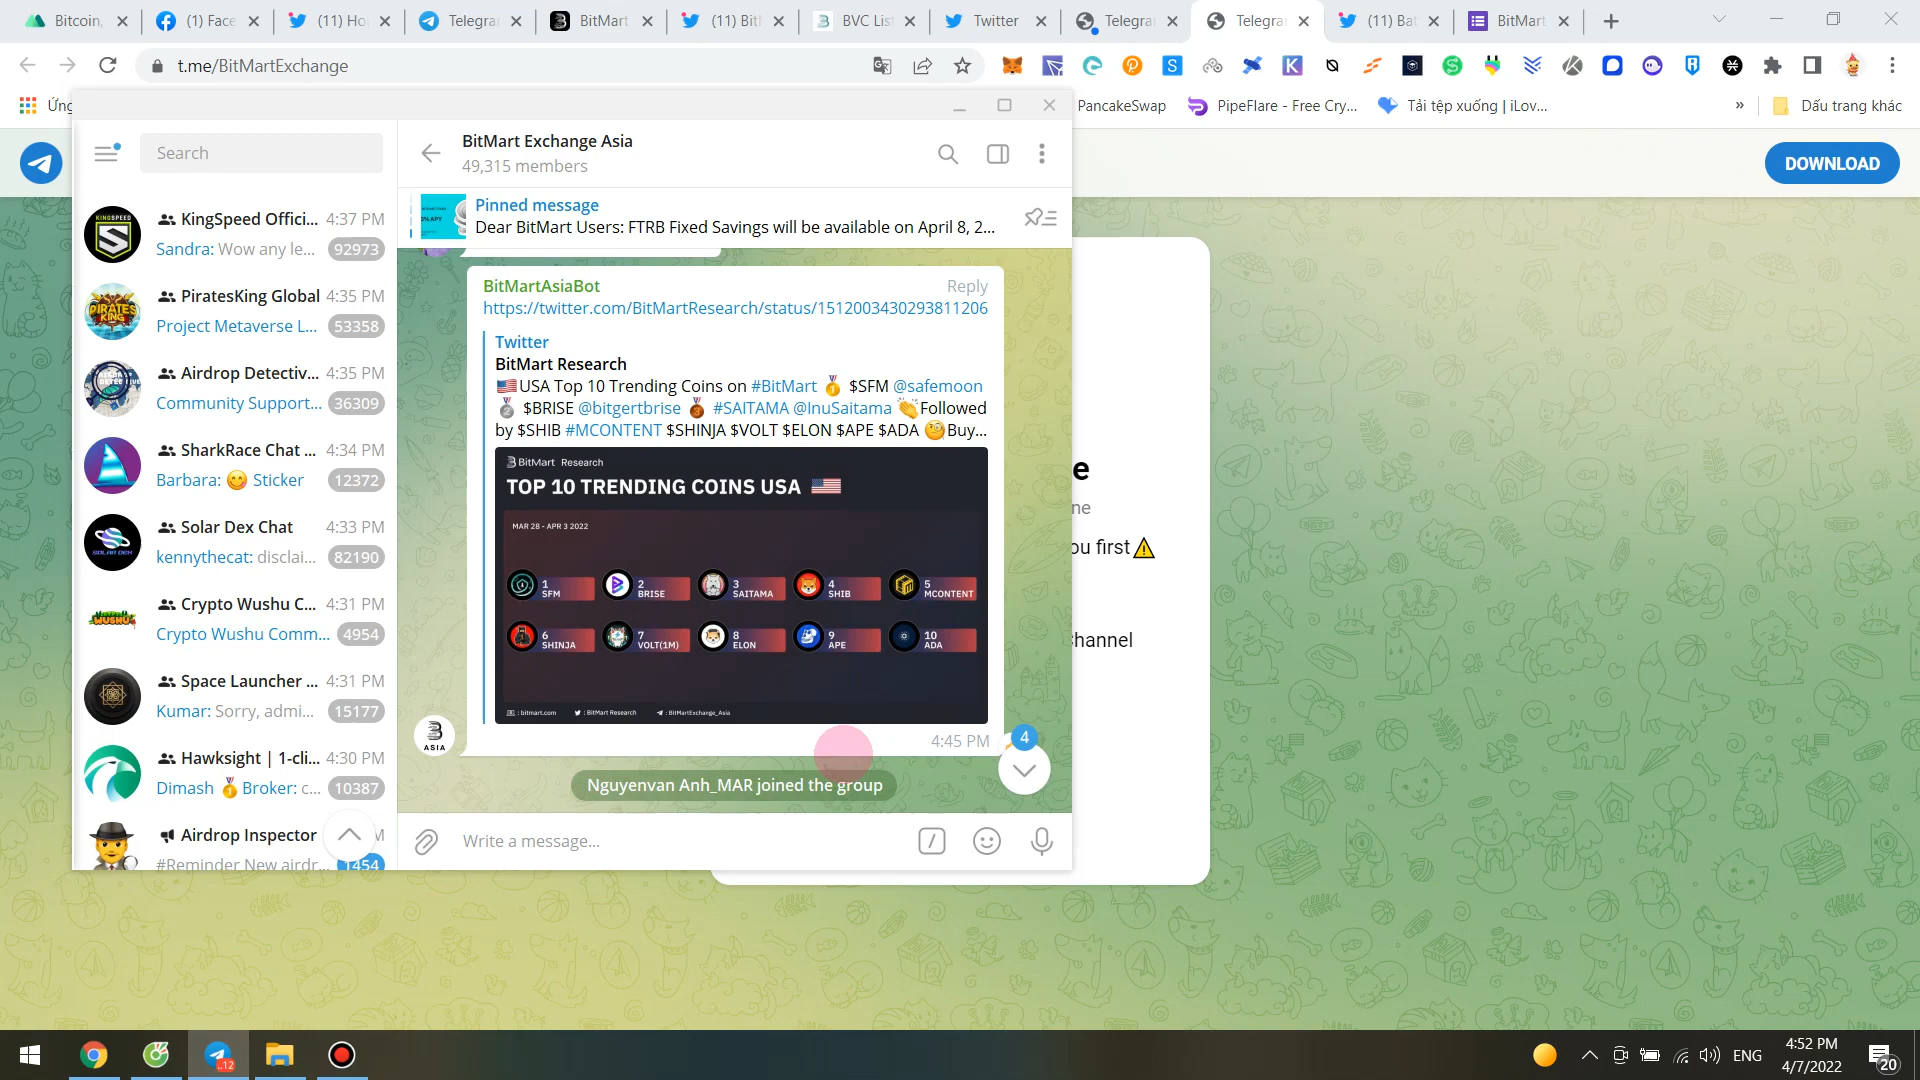 Bitcoin,
(1) Face
(11) Ho
Telegra
BitMart
(11) Bit
BVC List
Twitter
Telegra
Telegra
(11) Bat
BitMart
t.me/BitMartExchange
Ứng
PancakeSwap
PipeFlare - Free Cry...
Tải tệp xuống | iLov...
»
Dấu trang khác
Search
BitMart Exchange Asia
49,315 members
DOWNLOAD
Pinned message
Dear BitMart Users: FTRB Fixed Savings will be available on April 8, 2...
KingSpeed Offici... 4:37 PM
Sandra: Wow any le... 92973
PiratesKing Global 4:35 PM
Project Metaverse L... 53358
Airdrop Detectiv... 4:35 PM
Community Support... 36309
SharkRace Chat ... 4:34 PM
Barbara: 😋 Sticker 12372
Solar Dex Chat 4:33 PM
kennythecat: disclai... 82190
Crypto Wushu C... 4:31 PM
Crypto Wushu Comm... 4954
Space Launcher ... 4:31 PM
Kumar: Sorry, admi... 15177
Hawksight | 1-cli... 4:30 PM
Dimash 🥇Broker: c... 10387
Airdrop Inspector
#Reminder New airdr... 1454
BitMartAsiaBot Reply
https://twitter.com/BitMartResearch/status/1512003430293811206
Twitter
BitMart Research
🇺🇸USA Top 10 Trending Coins on #BitMart 🥇 $SFM @safemoon
🥈 $BRISE @bitgertbrise 🥉 #SAITAMA @InuSaitama 👏Followed
by $SHIB #MCONTENT $SHINJA $VOLT $ELON $APE $ADA 🧐Buy...
BitMart Research
TOP 10 TRENDING COINS USA
MAR 28 - APR 3 2022
1 SFM
2 BRISE
3 SAITAMA
4 SHIB
5 MCONTENT
6 SHINJA
7 VOLT(1M)
8 ELON
9 APE
10 ADA
: bitmart.com : BitMart Research : BitMartExchange_Asia
ASIA
4:45 PM
4
Nguyenvan Anh_MAR joined the group
Write a message...
e
ne
ou first⚠
channel
..12
ENG
4:52 PM
4/7/2022
20